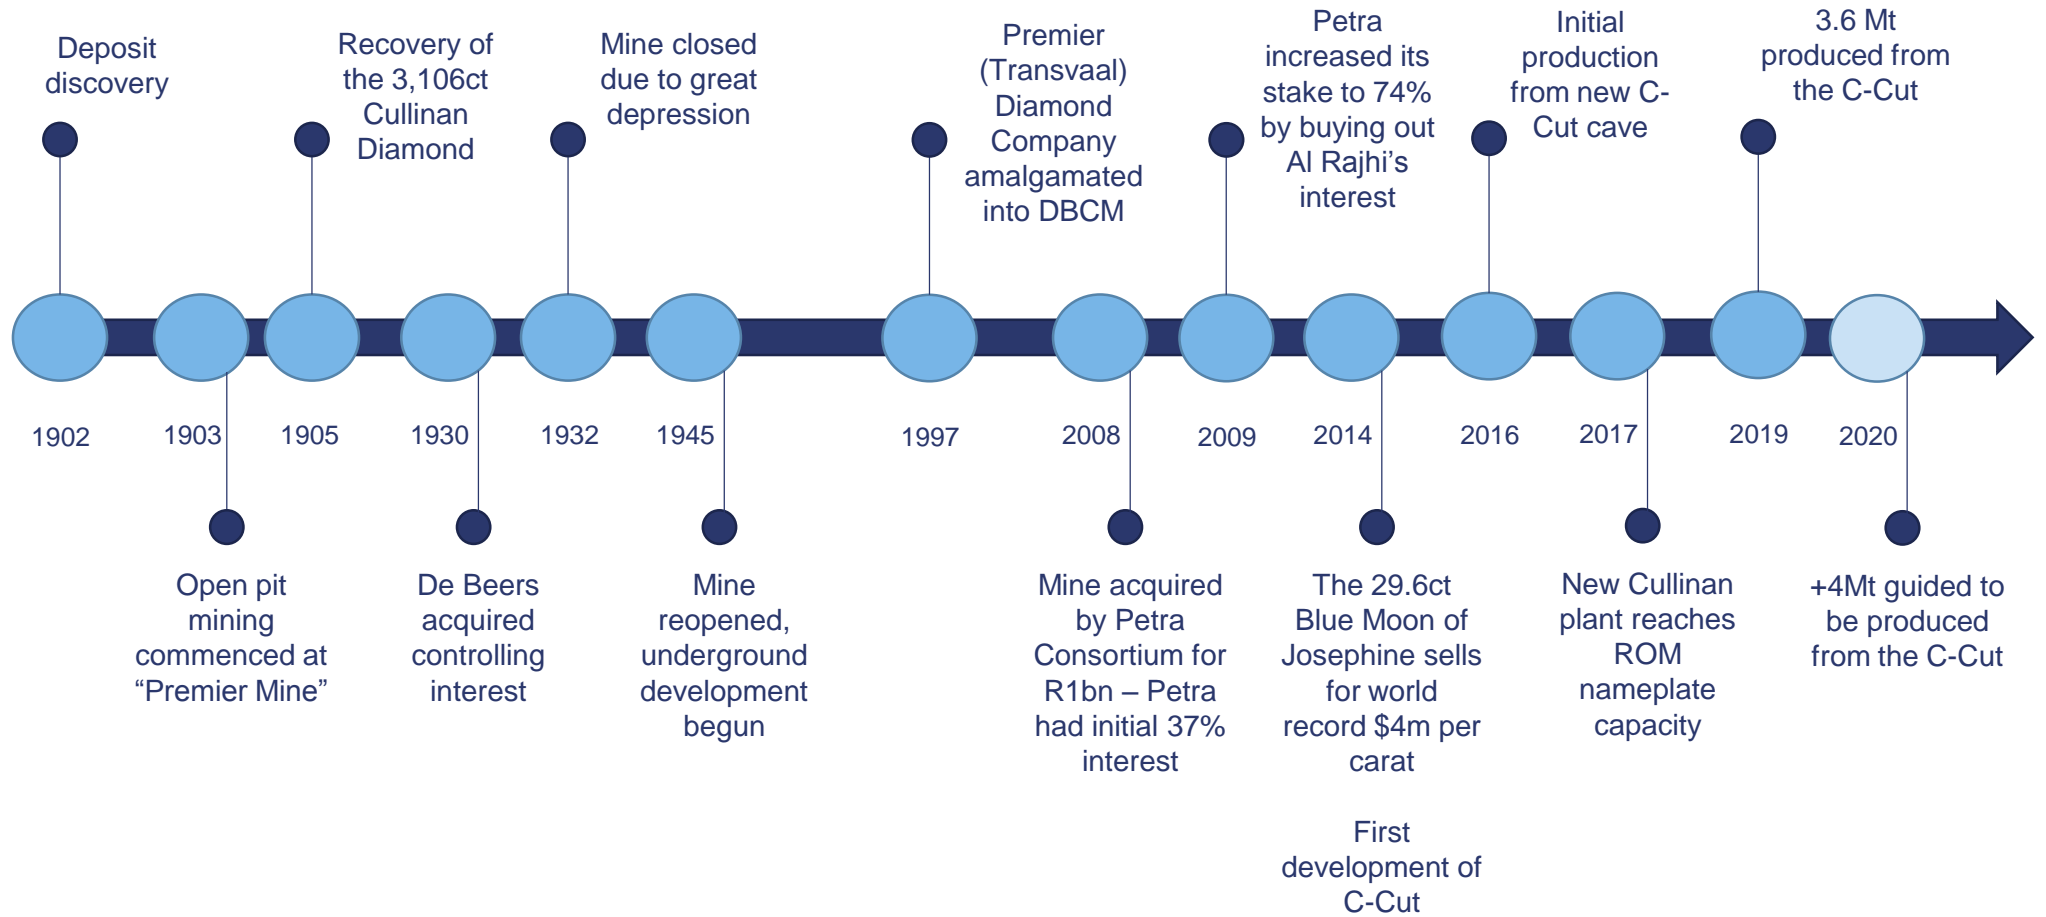 Deposit
discovery
Recovery of
the 3,106ct
Cullinan
Diamond
Mine closed
due to great
depression
Premier
(Transvaal)
Diamond
Company
amalgamated
into DBCM
Petra
increased its
stake to 74%
by buying out
Al Rajhi’s
interest
Initial
production
from new C-
Cut cave
3.6 Mt
produced from
the C-Cut
1902
1903
1905
1930
1932
1945
1997
2008
2009
2014
2016
2017
2019
2020
Open pit
mining
commenced at
“Premier Mine”
De Beers
acquired
controlling
interest
Mine
reopened,
underground
development
begun
Mine acquired
by Petra
Consortium for
R1bn – Petra
had initial 37%
interest
The 29.6ct
Blue Moon of
Josephine sells
for world
record $4m per
carat
First
development of
C-Cut
New Cullinan
plant reaches
ROM
nameplate
capacity
+4Mt guided to
be produced
from the C-Cut